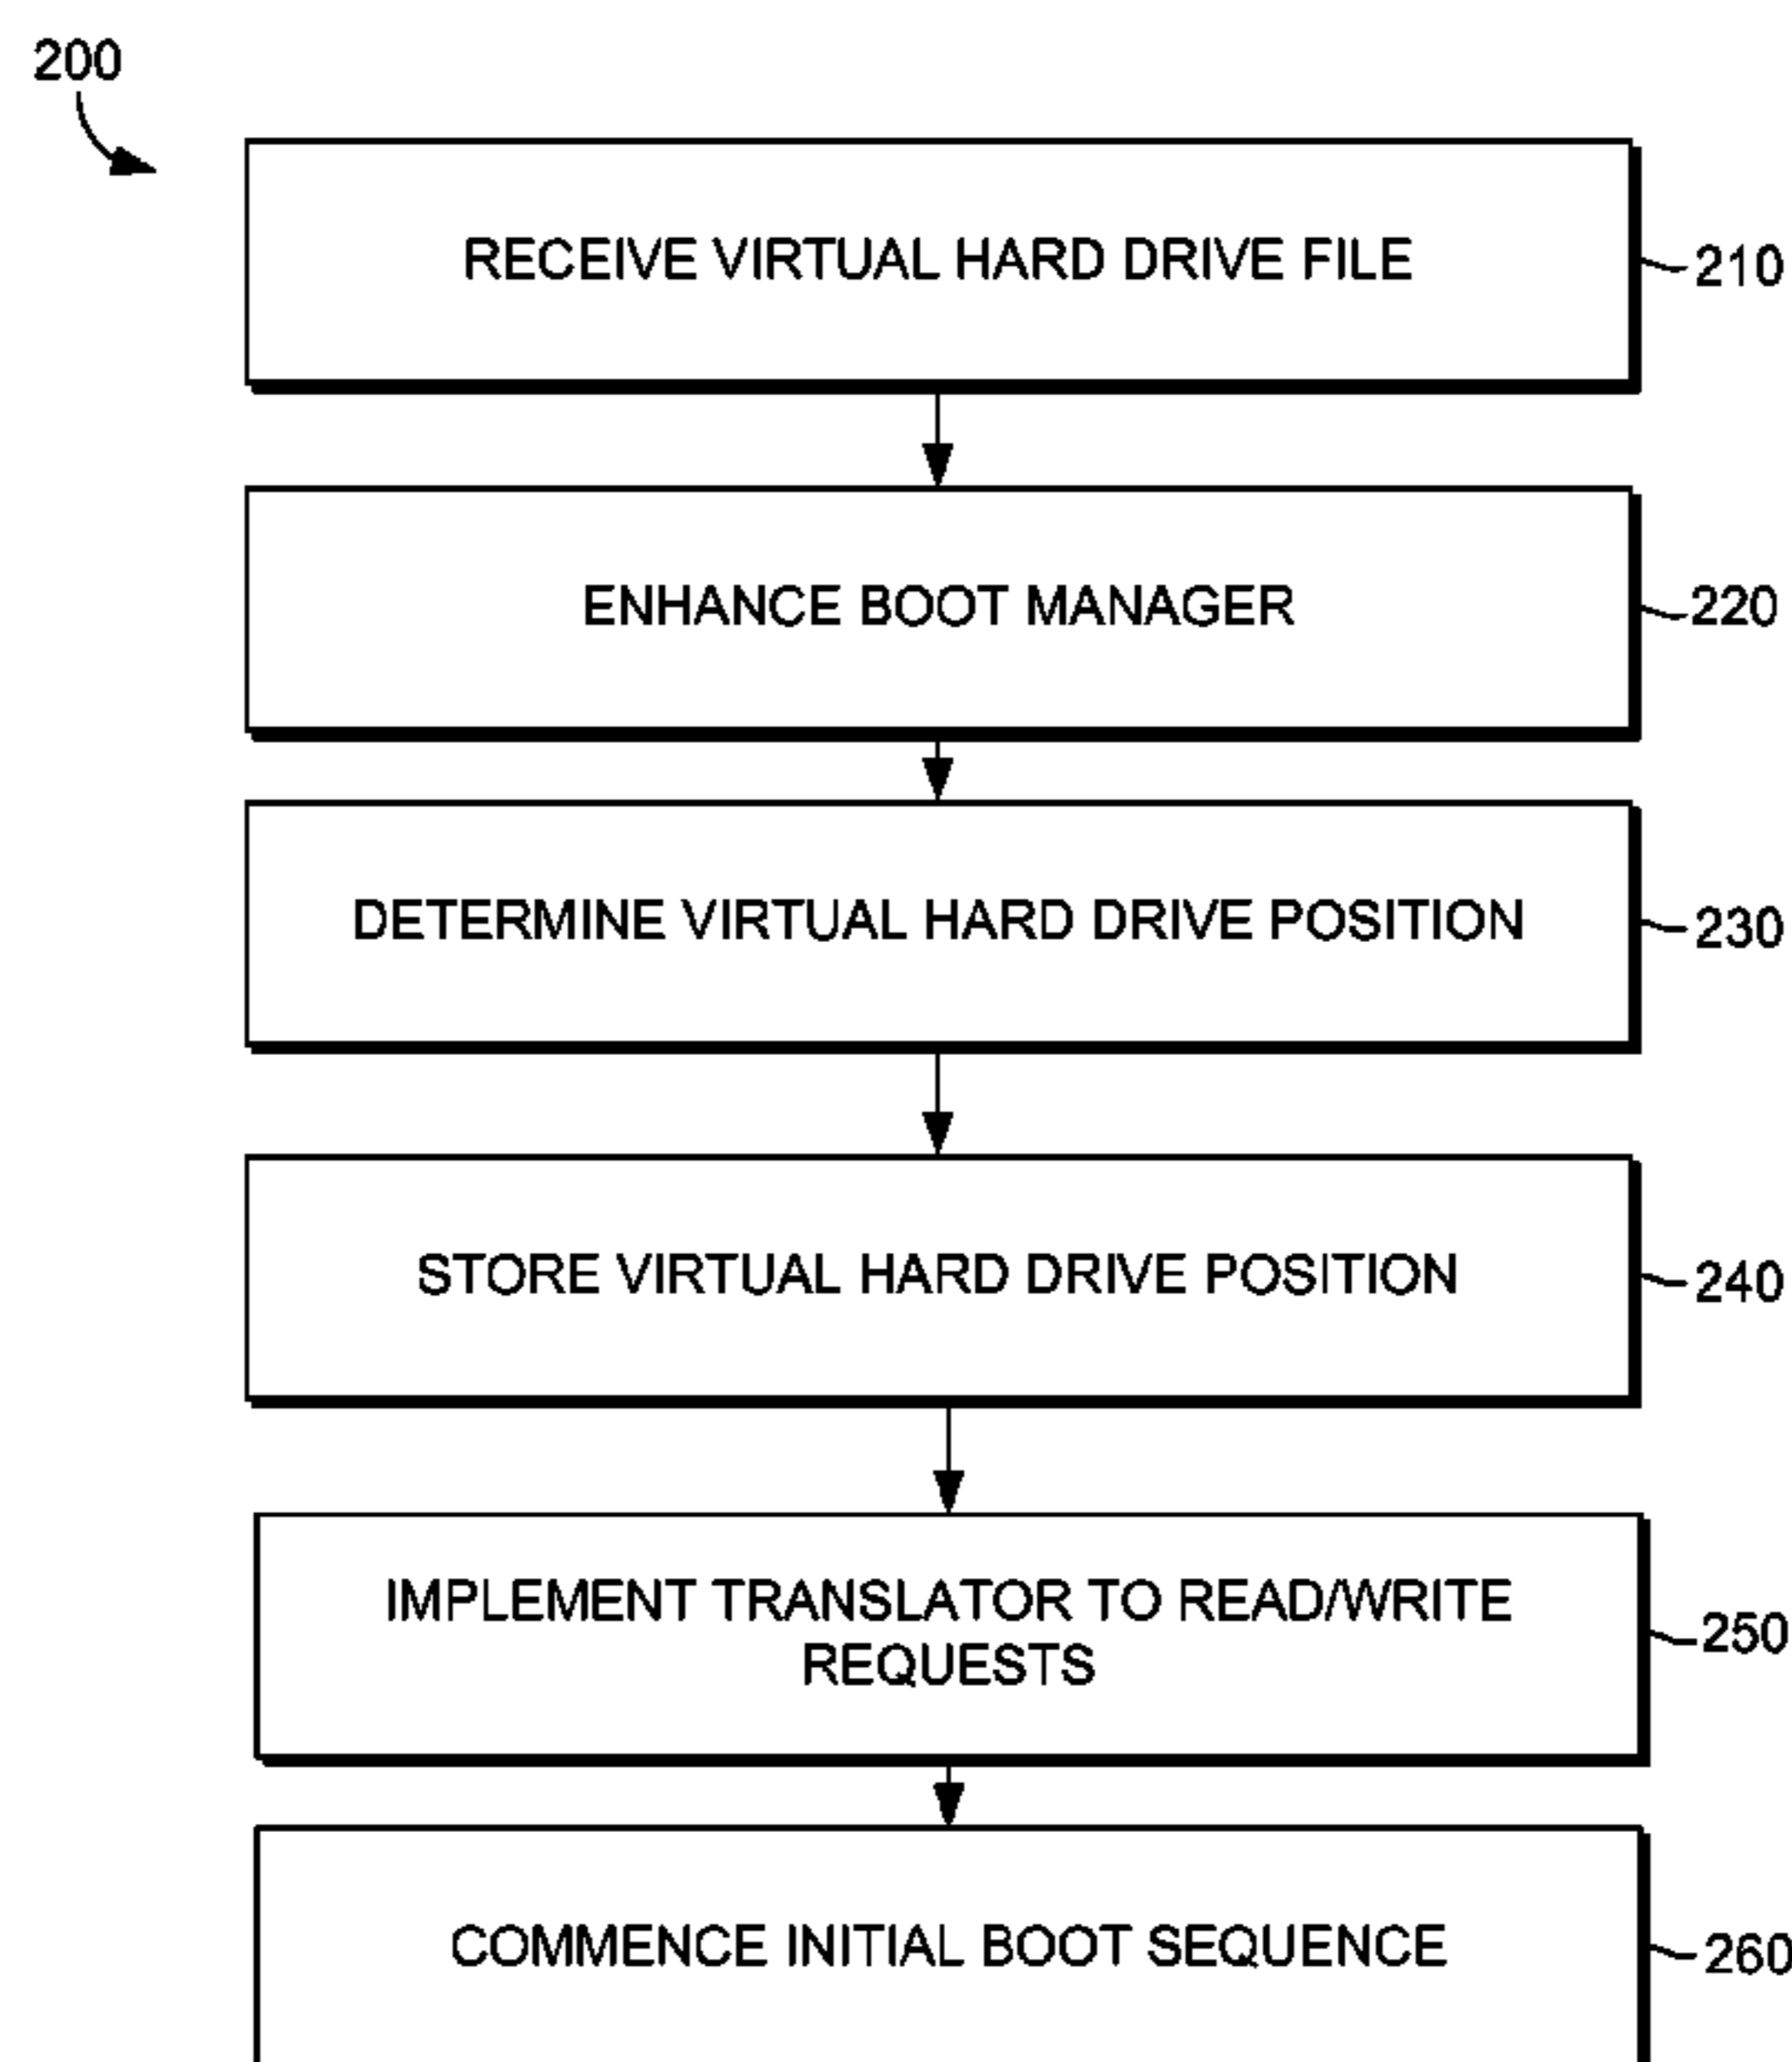 200
RECEIVE VIRTUAL HARD DRIVE FILE
210
ENHANCE BOOT MANAGER
220
DETERMINE VIRTUAL HARD DRIVE POSITION
230
STORE VIRTUAL HARD DRIVE POSITION
240
IMPLEMENT TRANSLATOR TO READ/WRITE
REQUESTS
250
COMMENCE INITIAL BOOT SEQUENCE
260